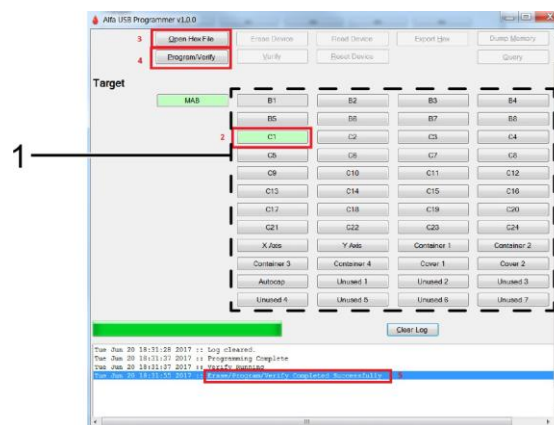 Alfa USB Programmer v1.0.0
3 Open Hex File Erase Device Read Device Export Hex Dump Memory
4 Program/Verify Verify Reset Device Query
Target
MAB B1 B2 B3 B4
B5 B6 B7 B8
2 C1 C2 C3 C4
1
C5 C6 C7 C8
C9 C10 C11 C12
C13 C14 C15 C16
C17 C18 C19 C20
C21 C22 C23 C24
X Axis Y Axis Container 1 Container 2
Container 3 Container 4 Cover 1 Cover 2
Autocap Unused 1 Unused 2 Unused 3
Unused 4 Unused 5 Unused 6 Unused 7
Clear Log
Tue Jun 20 18:31:28 2017 :: Log cleared.
Tue Jun 20 18:31:37 2017 :: Programming Complete
Tue Jun 20 18:31:37 2017 :: Verify Running
Tue Jun 20 18:31:55 2017 :: Erase/Program/Verify Completed Successfully 5